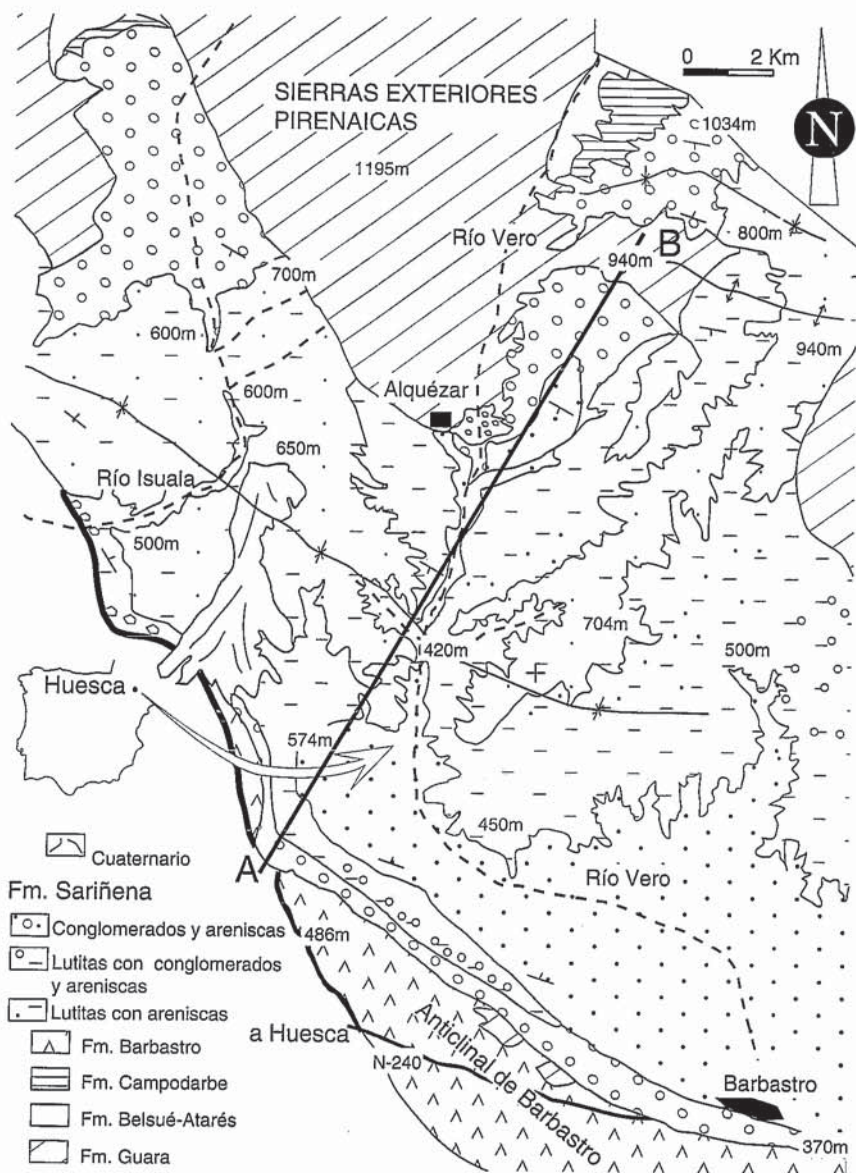 0 2 Km
SIERRAS EXTERIORES
PIRENAICAS
N
1034m
1195m
Río Vero
B
800m
940m
700m
940m
600m
600m
Alquézar
650m
Río Isuala
500m
704m
420m
500m
Huesca
574m
450m
Río Vero
A
486m
a Huesca
N-240
Anticlinal de Barbastro
Barbastro
370m
Cuaternario
Fm. Sariñena
Conglomerados y areniscas
Lutitas con conglomerados
y areniscas
Lutitas con areniscas
Fm. Barbastro
Fm. Campodarbe
Fm. Belsué-Atarés
Fm. Guara